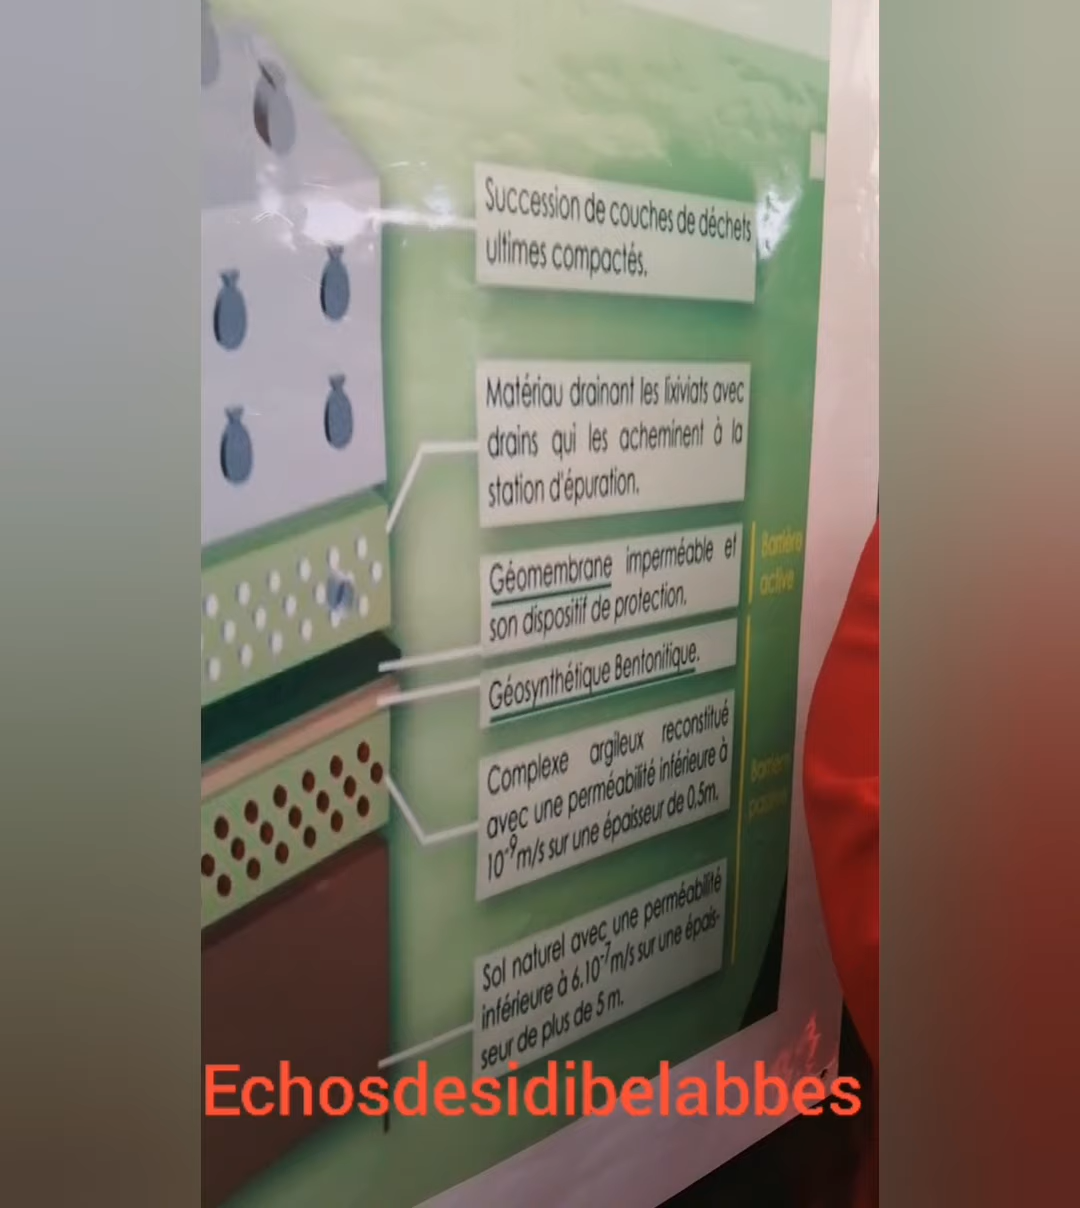 Succession de couches de déchets
ultimes compactés.
Matériau drainant les lixiviats avec
drains qui les acheminent à la
station d'épuration.
Géomembrane imperméable et
son dispositif de protection.
Barrière
active
Géosynthétique Bentonitique.
Complexe argileux reconstitué
avec une perméabilité inférieure à
10⁻⁹m/s sur une épaisseur de 0,5m.
Barrière
passive
Sol naturel avec une perméabilité
inférieure à 6.10⁻⁷m/s sur une épais-
seur de plus de 5 m.
Echosdesidibelabbes